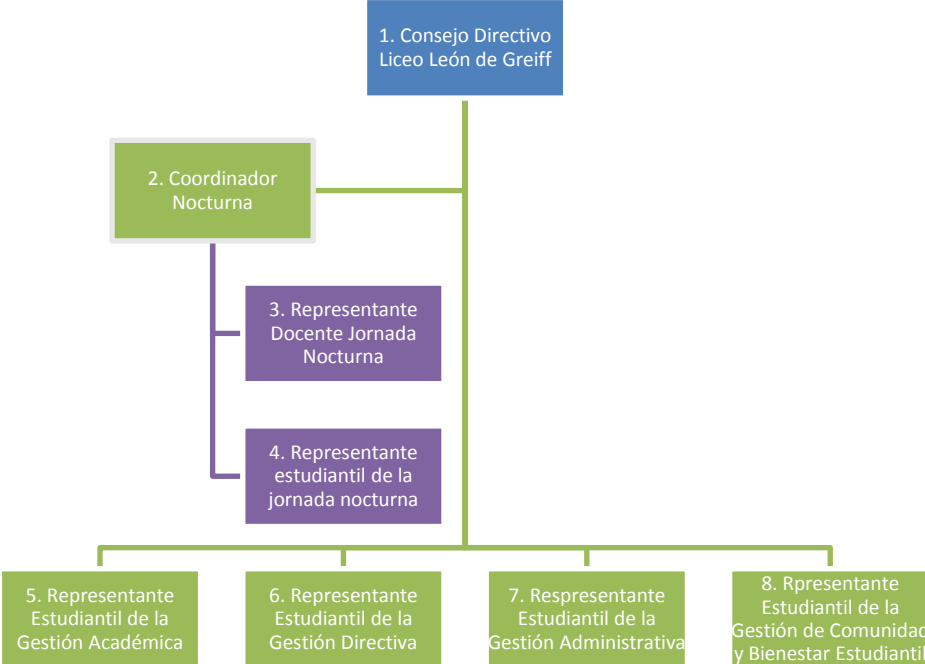 1. Consejo Directivo
Liceo León de Greiff
2. Coordinador
Nocturna
3. Representante
Docente Jornada
Nocturna
4. Representante
estudiantil de la
jornada nocturna
5. Representante
Estudiantil de la
Gestión Académica
6. Representante
Estudiantil de la
Gestión Directiva
7. Respresentante
Estudiantil de la
Gestión Administrativa
8. Rpresentante
Estudiantil de la
Gestión de Comunidad
y Bienestar Estudiantil